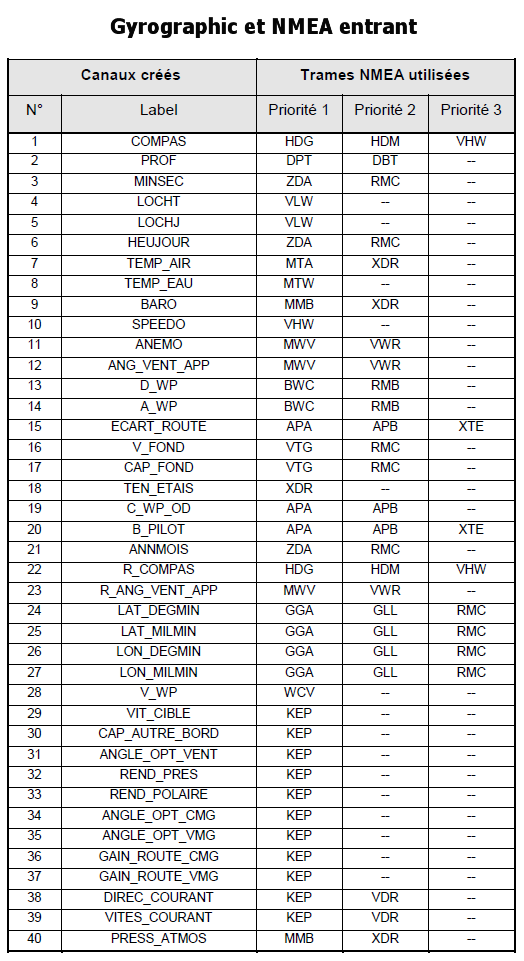 Gyrographic et NMEA entrant
Canaux créés Trames NMEA utilisées
N° Label Priorité 1 Priorité 2 Priorité 3
1 COMPAS HDG HDM VHW
2 PROF DPT DBT --
3 MINSEC ZDA RMC --
4 LOCHT VLW -- --
5 LOCHJ VLW -- --
6 HEUJOUR ZDA RMC --
7 TEMP_AIR MTA XDR --
8 TEMP_EAU MTW -- --
9 BARO MMB XDR --
10 SPEEDO VHW -- --
11 ANEMO MWV VWR --
12 ANG_VENT_APP MWV VWR --
13 D_WP BWC RMB --
14 A_WP BWC RMB --
15 ECART_ROUTE APA APB XTE
16 V_FOND VTG RMC --
17 CAP_FOND VTG RMC --
18 TEN_ETAIS XDR -- --
19 C_WP_OD APA APB --
20 B_PILOT APA APB XTE
21 ANNMOIS ZDA RMC --
22 R_COMPAS HDG HDM VHW
23 R_ANG_VENT_APP MWV VWR --
24 LAT_DEGMIN GGA GLL RMC
25 LAT_MILMIN GGA GLL RMC
26 LON_DEGMIN GGA GLL RMC
27 LON_MILMIN GGA GLL RMC
28 V_WP WCV -- --
29 VIT_CIBLE KEP -- --
30 CAP_AUTRE_BORD KEP -- --
31 ANGLE_OPT_VENT KEP -- --
32 REND_PRES KEP -- --
33 REND_POLAIRE KEP -- --
34 ANGLE_OPT_CMG KEP -- --
35 ANGLE_OPT_VMG KEP -- --
36 GAIN_ROUTE_CMG KEP -- --
37 GAIN_ROUTE_VMG KEP -- --
38 DIREC_COURANT KEP VDR --
39 VITES_COURANT KEP VDR --
40 PRESS_ATMOS MMB XDR --